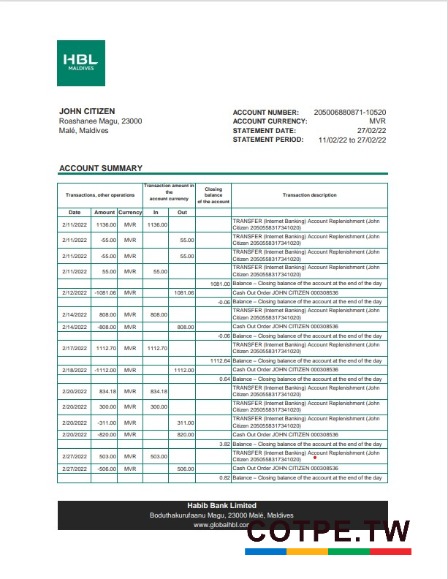 HBL
MALDIVES
JOHN CITIZEN
Roashanee Magu, 23000
Malé, Maldives
ACCOUNT NUMBER: 205006880871-10520
ACCOUNT CURRENCY: MVR
STATEMENT DATE: 27/02/22
STATEMENT PERIOD: 11/02/22 to 27/02/22
ACCOUNT SUMMARY
Transactions, other operations
Transaction amount in the account currency
Closing balance of the account
Transaction description
Date Amount Currency In Out
2/11/2022 1136.00 MVR 1136.00 TRANSFER (Internet Banking) Account Replenishment (John Citizen 2050558317341020)
2/11/2022 -55.00 MVR 55.00 TRANSFER (Internet Banking) Account Replenishment (John Citizen 2050558317341020)
2/11/2022 -55.00 MVR 55.00 TRANSFER (Internet Banking) Account Replenishment (John Citizen 2050558317341020)
2/11/2022 55.00 MVR 55.00 TRANSFER (Internet Banking) Account Replenishment (John Citizen 2050558317341020)
1081.00 Balance – Closing balance of the account at the end of the day
2/12/2022 -1081.06 MVR 1081.06 Cash Out Order JOHN CITIZEN 000308536
-0.06 Balance – Closing balance of the account at the end of the day
2/14/2022 808.00 MVR 808.00 TRANSFER (Internet Banking) Account Replenishment (John Citizen 2050558317341020)
2/14/2022 -808.00 MVR 808.00 Cash Out Order JOHN CITIZEN 000308536
-0.06 Balance – Closing balance of the account at the end of the day
2/17/2022 1112.70 MVR 1112.70 TRANSFER (Internet Banking) Account Replenishment (John Citizen 2050558317341020)
1112.64 Balance – Closing balance of the account at the end of the day
2/18/2022 -1112.00 MVR 1112.00 Cash Out Order JOHN CITIZEN 000308536
0.64 Balance – Closing balance of the account at the end of the day
2/20/2022 834.18 MVR 834.18 TRANSFER (Internet Banking) Account Replenishment (John Citizen 2050558317341020)
2/20/2022 300.00 MVR 300.00 TRANSFER (Internet Banking) Account Replenishment (John Citizen 2050558317341020)
2/20/2022 -311.00 MVR 311.00 TRANSFER (Internet Banking) Account Replenishment (John Citizen 2050558317341020)
2/20/2022 -820.00 MVR 820.00 Cash Out Order JOHN CITIZEN 000308536
3.82 Balance – Closing balance of the account at the end of the day
2/27/2022 503.00 MVR 503.00 TRANSFER (Internet Banking) Account Replenishment (John Citizen 2050558317341020)
2/27/2022 -506.00 MVR 506.00 Cash Out Order JOHN CITIZEN 000308536
0.82 Balance – Closing balance of the account at the end of the day
Habib Bank Limited
Boduthakurufaanu Magu, 23050 Malé, Maldives
www.globalhbl.com
COTPE.TW